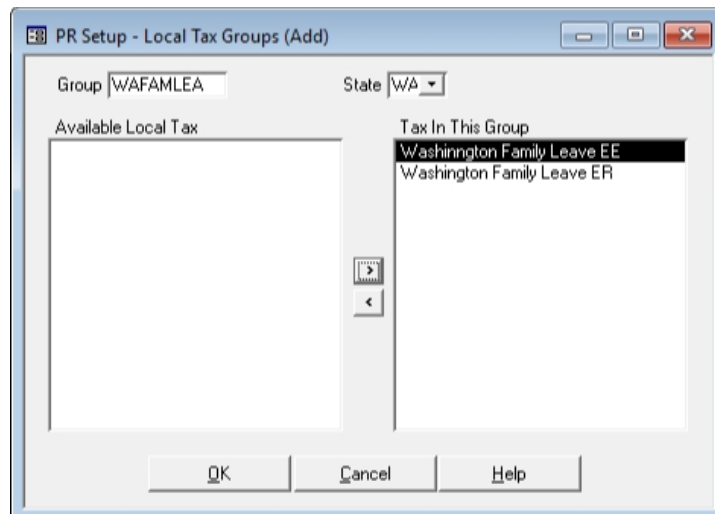 PR Setup - Local Tax Groups (Add)
Group WAFAMLEA State WA
Available Local Tax Tax In This Group
Washinngton Family Leave EE
Washington Family Leave ER
>
<
OK Cancel Help